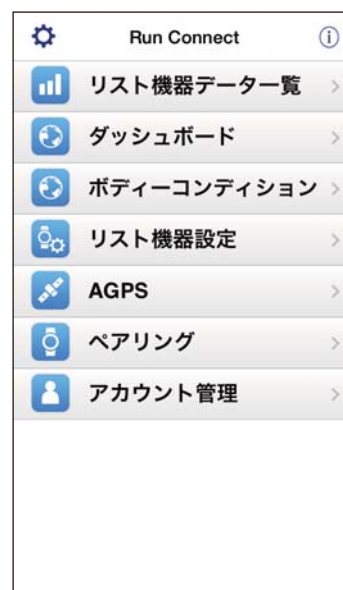 Run Connect
リスト機器データ一覧
ダッシュボード
ボディーコンディション
リスト機器設定
AGPS
ペアリング
アカウント管理